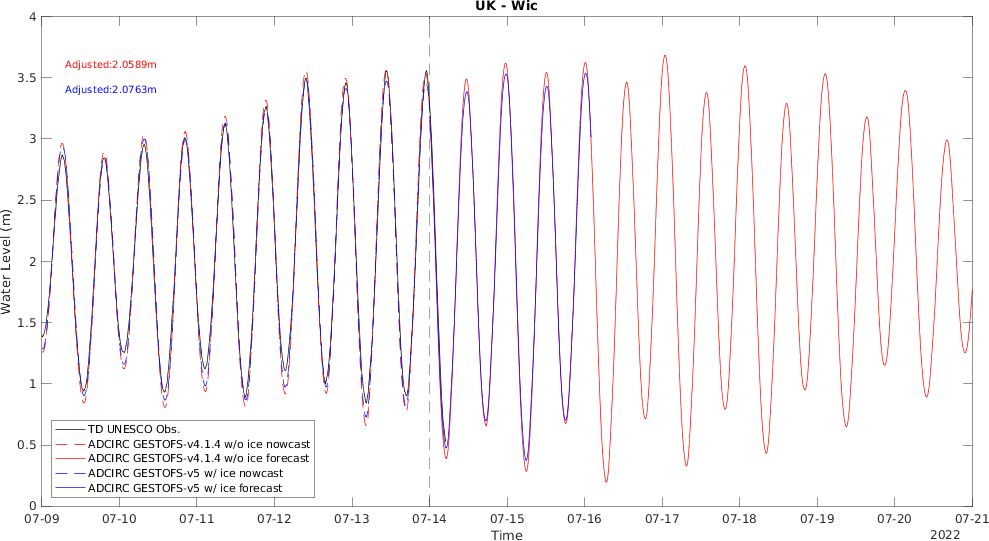 UK - Wic
Adjusted:2.0589m
Adjusted:2.0763m
Water Level (m)
4
3.5
3
2.5
2
1.5
1
0.5
0
TD UNESCO Obs.
ADCIRC GESTOFS-v4.1.4 w/o ice nowcast
ADCIRC GESTOFS-v4.1.4 w/o ice forecast
ADCIRC GESTOFS-v5 w/ ice nowcast
ADCIRC GESTOFS-v5 w/ ice forecast
07-09 07-10 07-11 07-12 07-13 07-14 07-15 07-16 07-17 07-18 07-19 07-20 07-21
Time
2022